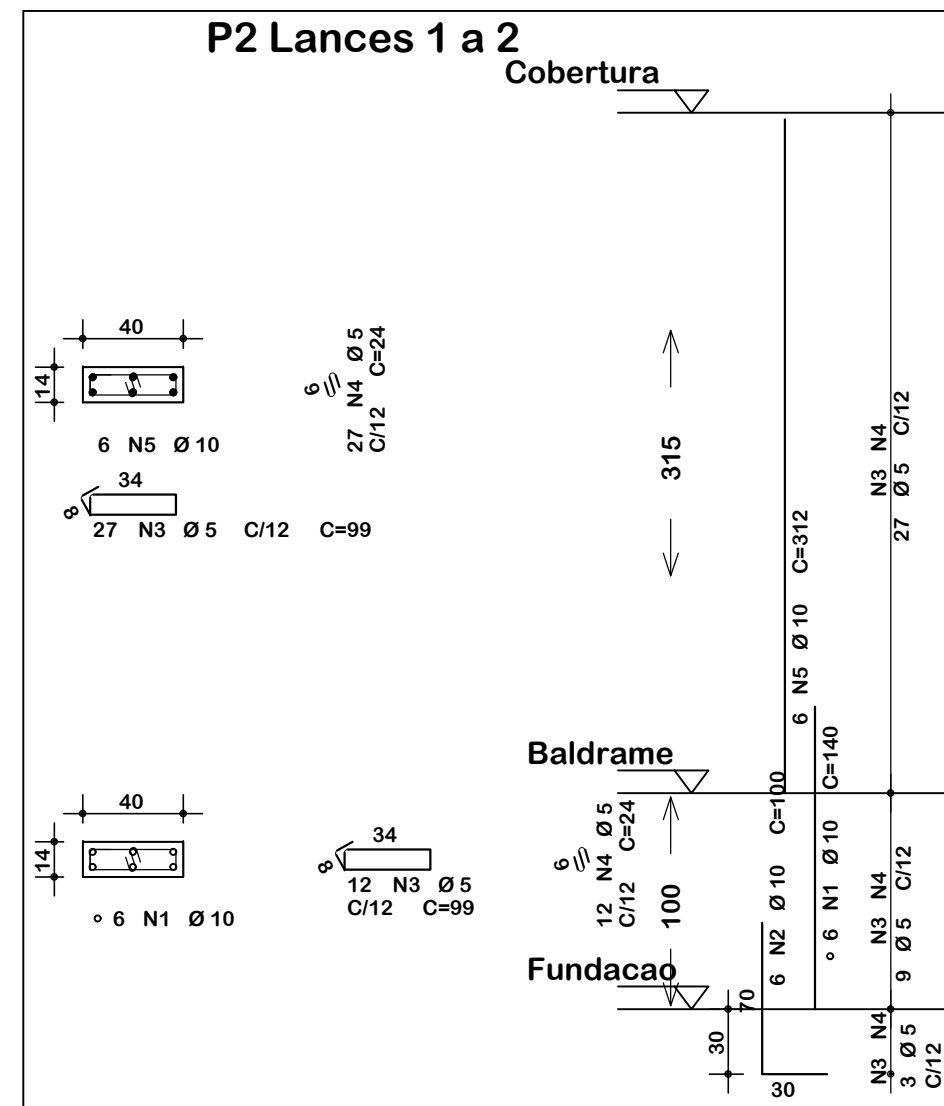 P2 Lances 1 a 2
Cobertura
40
14
6 N5 Ø 10
34
8
27 N3 Ø 5 C/12 C=99
9
27 N4 Ø 5
C/12 C=24
315
6 N5 Ø 10 C=312
N3 N4
27 Ø 5 C/12
Baldrame
40
14
6 N1 Ø 10
34
8
12 N3 Ø 5
C/12 C=99
9
12 N4 Ø 5
C/12 C=24
100
6 N2 Ø 10 C=100
6 N1 Ø 10 C=140
N3 N4
9 Ø 5 C/12
Fundacao
70
30
30
N3 N4
3 Ø 5
C/12